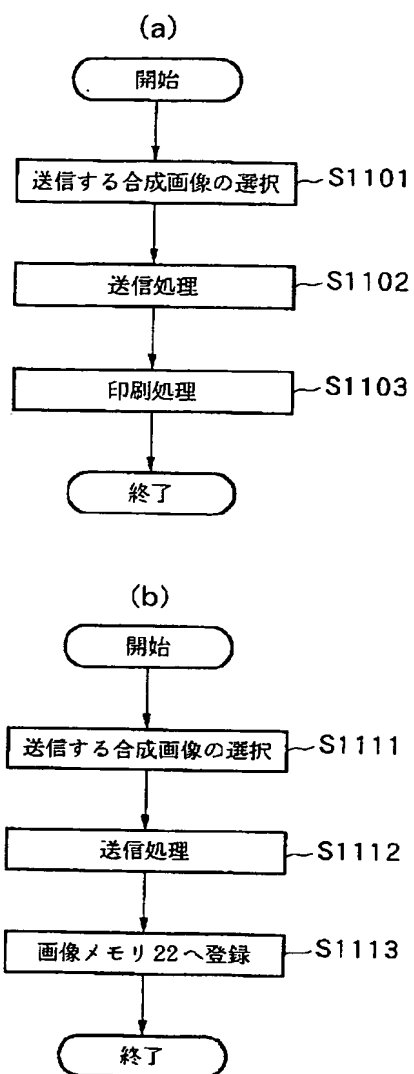 (a)
開始
送信する合成画像の選択 S1101
送信処理 S1102
印刷処理 S1103
終了
(b)
開始
送信する合成画像の選択 S1111
送信処理 S1112
画像メモリ22へ登録 S1113
終了